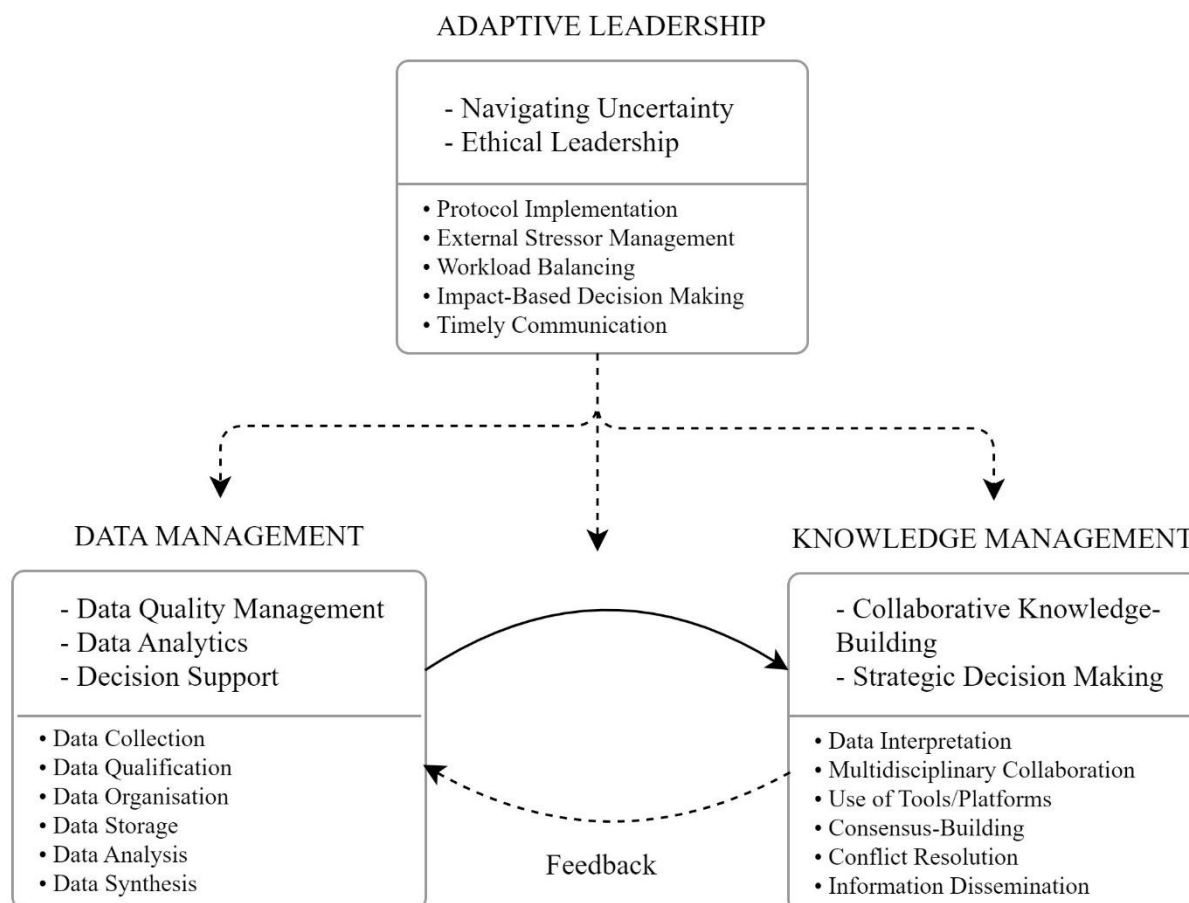 ADAPTIVE LEADERSHIP
- Navigating Uncertainty
- Ethical Leadership
• Protocol Implementation
• External Stressor Management
• Workload Balancing
• Impact-Based Decision Making
• Timely Communication
DATA MANAGEMENT
- Data Quality Management
- Data Analytics
- Decision Support
• Data Collection
• Data Qualification
• Data Organisation
• Data Storage
• Data Analysis
• Data Synthesis
KNOWLEDGE MANAGEMENT
- Collaborative Knowledge-
Building
- Strategic Decision Making
• Data Interpretation
• Multidisciplinary Collaboration
• Use of Tools/Platforms
• Consensus-Building
• Conflict Resolution
• Information Dissemination
Feedback